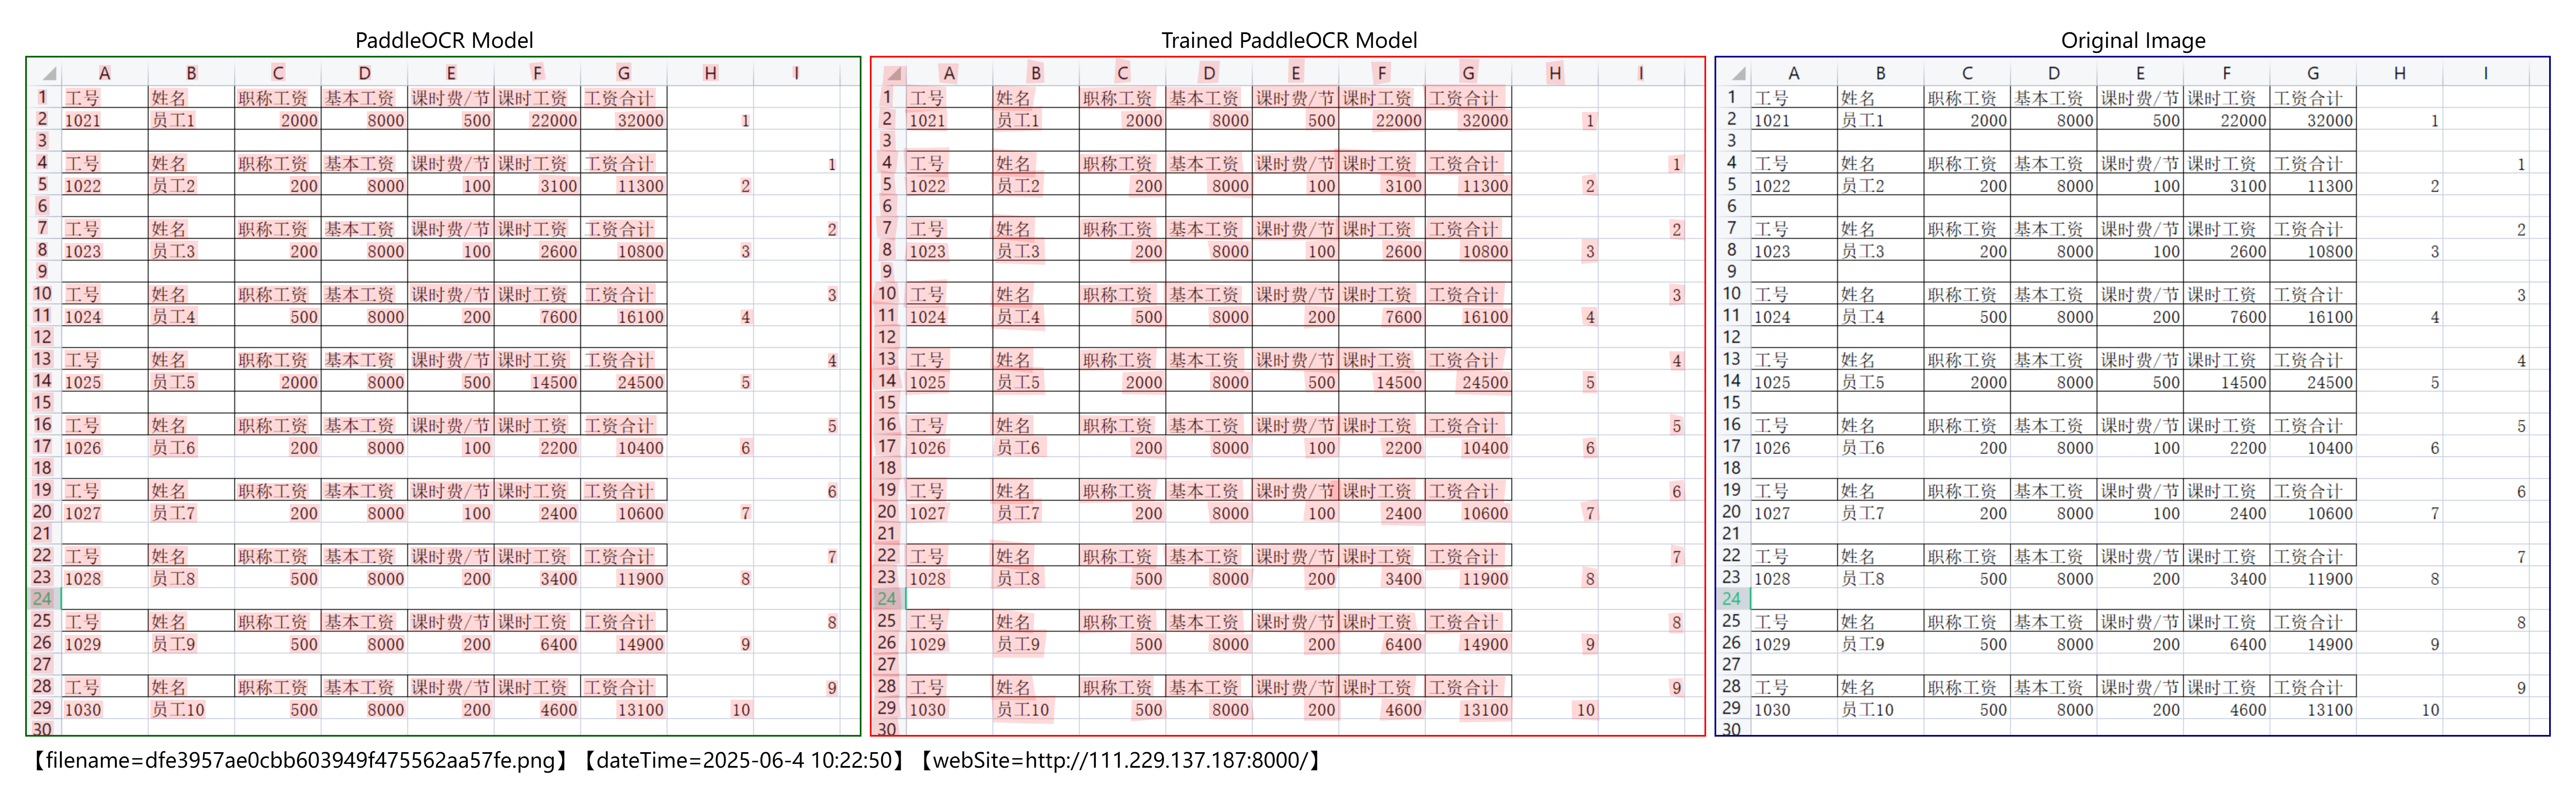 PaddleOCR Model
A B C D E F G H I
1 工号 姓名 职称工资 基本工资 课时费/节 课时工资 工资合计
2 1021 员工1 2000 8000 500 22000 32000 1
3
4 工号 姓名 职称工资 基本工资 课时费/节 课时工资 工资合计 1
5 1022 员工2 200 8000 100 3100 11300 2
6
7 工号 姓名 职称工资 基本工资 课时费/节 课时工资 工资合计 2
8 1023 员工3 200 8000 100 2600 10800 3
9
10 工号 姓名 职称工资 基本工资 课时费/节 课时工资 工资合计 3
11 1024 员工4 500 8000 200 7600 16100 4
12
13 工号 姓名 职称工资 基本工资 课时费/节 课时工资 工资合计 4
14 1025 员工5 2000 8000 500 14500 24500 5
15
16 工号 姓名 职称工资 基本工资 课时费/节 课时工资 工资合计 5
17 1026 员工6 200 8000 100 2200 10400 6
18
19 工号 姓名 职称工资 基本工资 课时费/节 课时工资 工资合计 6
20 1027 员工7 200 8000 100 2400 10600 7
21
22 工号 姓名 职称工资 基本工资 课时费/节 课时工资 工资合计 7
23 1028 员工8 500 8000 200 3400 11900 8
24
25 工号 姓名 职称工资 基本工资 课时费/节 课时工资 工资合计 8
26 1029 员工9 500 8000 200 6400 14900 9
27
28 工号 姓名 职称工资 基本工资 课时费/节 课时工资 工资合计 9
29 1030 员工10 500 8000 200 4600 13100 10
30
Trained PaddleOCR Model
A B C D E F G H I
1 工号 姓名 职称工资 基本工资 课时费/节 课时工资 工资合计
2 1021 员工1 2000 8000 500 22000 32000 1
3
4 工号 姓名 职称工资 基本工资 课时费/节 课时工资 工资合计 1
5 1022 员工2 200 8000 100 3100 11300 2
6
7 工号 姓名 职称工资 基本工资 课时费/节 课时工资 工资合计 2
8 1023 员工3 200 8000 100 2600 10800 3
9
10 工号 姓名 职称工资 基本工资 课时费/节 课时工资 工资合计 3
11 1024 员工4 500 8000 200 7600 16100 4
12
13 工号 姓名 职称工资 基本工资 课时费/节 课时工资 工资合计 4
14 1025 员工5 2000 8000 500 14500 24500 5
15
16 工号 姓名 职称工资 基本工资 课时费/节 课时工资 工资合计 5
17 1026 员工6 200 8000 100 2200 10400 6
18
19 工号 姓名 职称工资 基本工资 课时费/节 课时工资 工资合计 6
20 1027 员工7 200 8000 100 2400 10600 7
21
22 工号 姓名 职称工资 基本工资 课时费/节 课时工资 工资合计 7
23 1028 员工8 500 8000 200 3400 11900 8
24
25 工号 姓名 职称工资 基本工资 课时费/节 课时工资 工资合计 8
26 1029 员工9 500 8000 200 6400 14900 9
27
28 工号 姓名 职称工资 基本工资 课时费/节 课时工资 工资合计 9
29 1030 员工10 500 8000 200 4600 13100 10
30
Original Image
A B C D E F G H I
1 工号 姓名 职称工资 基本工资 课时费/节 课时工资 工资合计
2 1021 员工1 2000 8000 500 22000 32000 1
3
4 工号 姓名 职称工资 基本工资 课时费/节 课时工资 工资合计 1
5 1022 员工2 200 8000 100 3100 11300 2
6
7 工号 姓名 职称工资 基本工资 课时费/节 课时工资 工资合计 2
8 1023 员工3 200 8000 100 2600 10800 3
9
10 工号 姓名 职称工资 基本工资 课时费/节 课时工资 工资合计 3
11 1024 员工4 500 8000 200 7600 16100 4
12
13 工号 姓名 职称工资 基本工资 课时费/节 课时工资 工资合计 4
14 1025 员工5 2000 8000 500 14500 24500 5
15
16 工号 姓名 职称工资 基本工资 课时费/节 课时工资 工资合计 5
17 1026 员工6 200 8000 100 2200 10400 6
18
19 工号 姓名 职称工资 基本工资 课时费/节 课时工资 工资合计 6
20 1027 员工7 200 8000 100 2400 10600 7
21
22 工号 姓名 职称工资 基本工资 课时费/节 课时工资 工资合计 7
23 1028 员工8 500 8000 200 3400 11900 8
24
25 工号 姓名 职称工资 基本工资 课时费/节 课时工资 工资合计 8
26 1029 员工9 500 8000 200 6400 14900 9
27
28 工号 姓名 职称工资 基本工资 课时费/节 课时工资 工资合计 9
29 1030 员工10 500 8000 200 4600 13100 10
30
【filename=dfe3957ae0cbb603949f475562aa57fe.png】【dateTime=2025-06-4 10:22:50】【webSite=http://111.229.137.187:8000/】